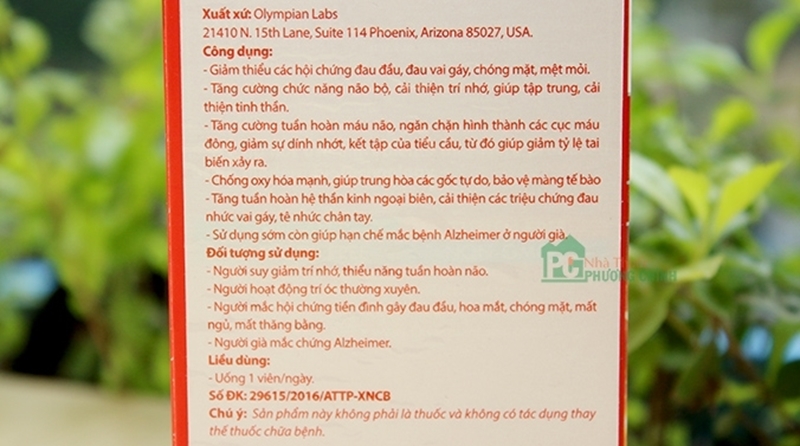 Xuất xứ: Olympian Labs
21410 N. 15th Lane, Suite 114 Phoenix, Arizona 85027, USA.
Công dụng:
- Giảm thiểu các hội chứng đau đầu, đau vai gáy, chóng mặt, mệt mỏi.
- Tăng cường chức năng não bộ, cải thiện trí nhớ, giúp tập trung, cải
thiện tinh thần.
- Tăng cường tuần hoàn máu não, ngăn chặn hình thành các cục máu
đông, giảm sự dính nhớt, kết tập của tiểu cầu, từ đó giúp giảm tỷ lệ tai
biến xảy ra.
- Chống oxy hóa mạnh, giúp trung hòa các gốc tự do, bảo vệ màng tế bào
- Tăng tuần hoàn hệ thần kinh ngoại biên, cải thiện các triệu chứng đau
nhức vai gáy, tê nhức chân tay.
- Sử dụng sớm còn giúp hạn chế mắc bệnh Alzheimer ở người già.
Đối tượng sử dụng:
- Người suy giảm trí nhớ, thiểu năng tuần hoàn não.
- Người hoạt động trí óc thường xuyên.
- Người mắc hội chứng tiền đình gây đau đầu, hoa mắt, chóng mặt, mất
ngủ, mất thăng bằng.
- Người già mắc chứng Alzheimer.
Liều dùng:
- Uống 1 viên/ngày.
Số ĐK: 29615/2016/ATTP-XNCB
Chú ý: Sản phẩm này không phải là thuốc và không có tác dụng thay
thế thuốc chữa bệnh.
PC
Nhà
PHƯƠNG